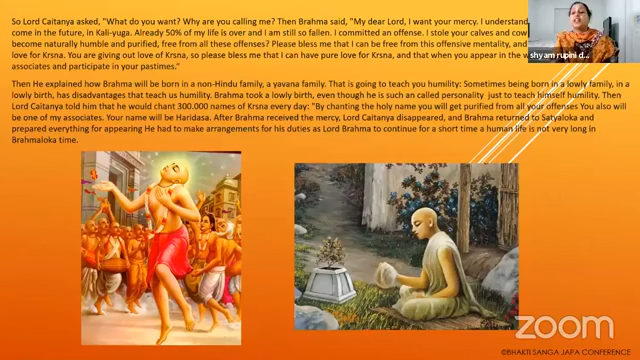 So Lord Caitanya asked, "What do you want? Why are you calling me? Then Brahma said, "My dear Lord, I want your mercy. I understand
come in the future, in Kali-yuga. Already 50% of my life is over and I am still so fallen. I committed an offense. I stole your calves and cow
become naturally humble and purified, free from all these offenses? Please bless me that I can be free from this offensive mentality, and
love for Krsna. You are giving out love of Krsna, so please bless me that I can have pure love for Krsna, and that when you appear in the w
associates and participate in your pastimes."
Then He explained how Brahma will be born in a non-Hindu family, a yavana family. That is going to teach you humility: Sometimes being born in a lowly family, in a
lowly birth, has disadvantages that teach us humility. Brahma took a lowly birth, even though he is such an called personality just to teach himself humility. Then
Lord Caitanya told him that he would chant 300.000 names of Krsna every day: "By chanting the holy name you will get purified from all your offenses You also will
be one of my associates. Your name will be Haridasa. After Brahma received the mercy, Lord Caitanya disappeared, and Brahma returned to Satyaloka and
prepared everything for appearing He had to make arrangements for his duties as Lord Brahma to continue for a short time a human life is not very long in
Brahmaloka time.
shyam rupini d...
zoom
©BHAKTI SANGA JAPA CONFERENCE